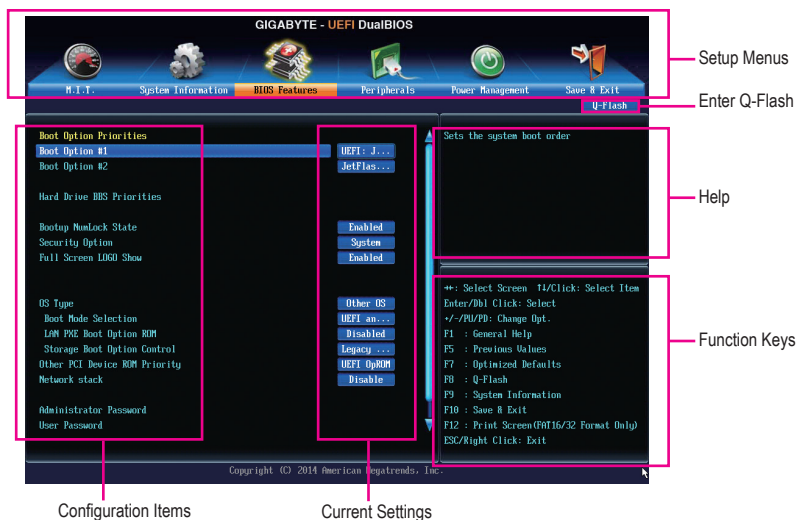 GIGABYTE - UEFI DualBIOS
M.I.T. System Information BIOS Features Peripherals Power Management Save & Exit
Setup Menus
Q-Flash
Enter Q-Flash
Boot Option Priorities
Boot Option #1 UEFI: J...
Boot Option #2 JetFlas...
Hard Drive BBS Priorities
Bootup NumLock State Enabled
Security Option System
Full Screen LOGO Show Enabled
OS Type Other OS
Boot Mode Selection UEFI an...
LAN PXE Boot Option ROM Disabled
Storage Boot Option Control Legacy ...
Other PCI Device ROM Priority UEFI OpROM
Network stack Disable
Administrator Password
User Password
Sets the system boot order
Help
→←: Select Screen ↑↓/Click: Select Item
Enter/Dbl Click: Select
+/-/PU/PD: Change Opt.
F1 : General Help
F5 : Previous Values
F7 : Optimized Defaults
F8 : Q-Flash
F9 : System Information
F10 : Save & Exit
F12 : Print Screen(FAT16/32 Format Only)
ESC/Right Click: Exit
Function Keys
Copyright (C) 2014 American Megatrends, Inc.
Configuration Items
Current Settings